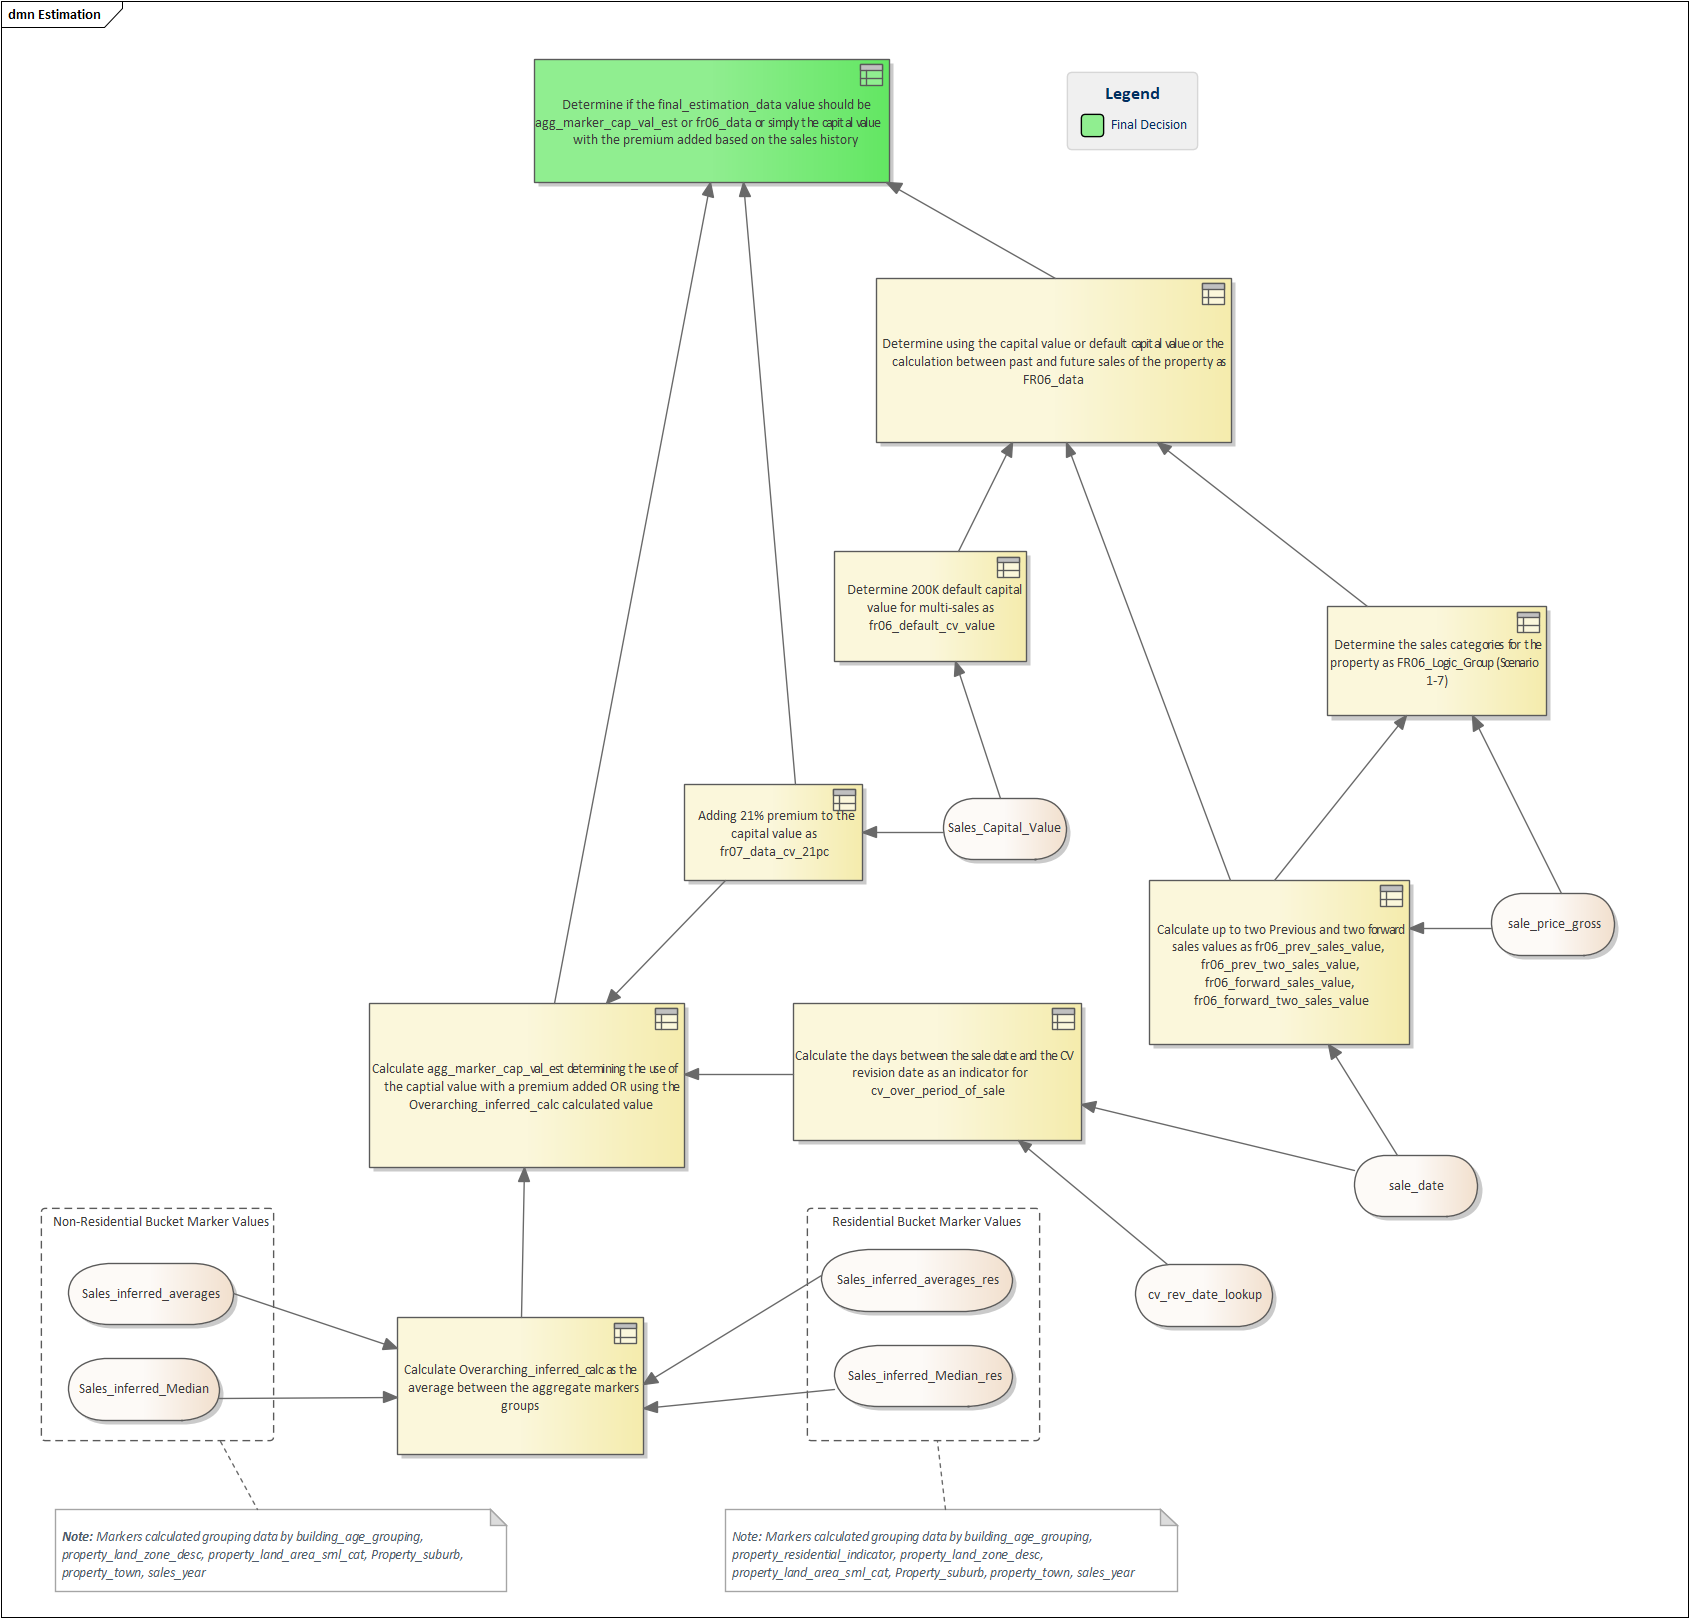 dmn Estimation
Determine if the final_estimation_data value should be
agg_marker_cap_val_est or fr06_data or simply the capital value
with the premium added based on the sales history
Legend
Final Decision
Determine using the capital value or default capital value or the
calculation between past and future sales of the property as
FR06_data
Determine 200K default capital
value for multi-sales as
fr06_default_cv_value
Determine the sales categories for the
property as FR06_Logic_Group (Scenario
1-7)
Adding 21% premium to the
capital value as
fr07_data_cv_21pc
Sales_Capital_Value
Calculate up to two Previous and two forward
sales values as fr06_prev_sales_value,
fr06_prev_two_sales_value,
fr06_forward_sales_value,
fr06_forward_two_sales_value
sale_price_gross
Calculate agg_marker_cap_val_est determining the use of
the captial value with a premium added OR using the
Overarching_inferred_calc calculated value
Calculate the days between the sale date and the CV
revision date as an indicator for
cv_over_period_of_sale
sale_date
Non-Residential Bucket Marker Values
Sales_inferred_averages
Sales_inferred_Median
Residential Bucket Marker Values
Sales_inferred_averages_res
Sales_inferred_Median_res
cv_rev_date_lookup
Calculate Overarching_inferred_calc as the
average between the aggregate markers
groups
Note: Markers calculated grouping data by building_age_grouping,
property_land_zone_desc, property_land_area_sml_cat, Property_suburb,
property_town, sales_year
Note: Markers calculated grouping data by building_age_grouping,
property_residential_indicator, property_land_zone_desc,
property_land_area_sml_cat, Property_suburb, property_town, sales_year